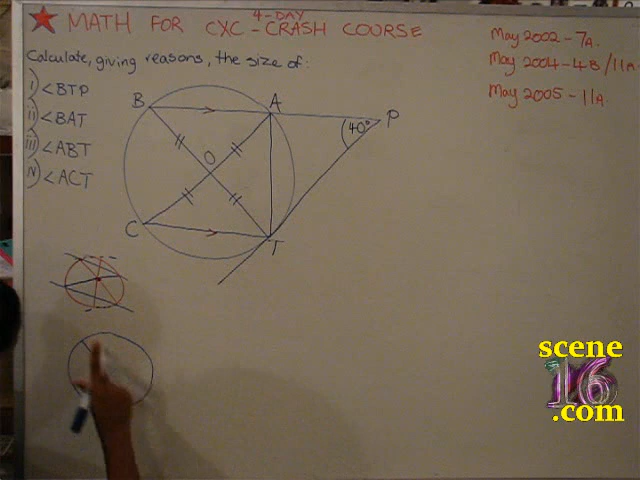 4-DAY
MATH FOR CXC - CRASH COURSE
May 2002 - 7A.
May 2004 - 4B/11A.
May 2005 - 11A
Calculate, giving reasons, the size of:
i) <BTP
ii) <BAT
iii) <ABT
iv) <ACT
B
A
P
40°
O
C
T
scene
16
.com